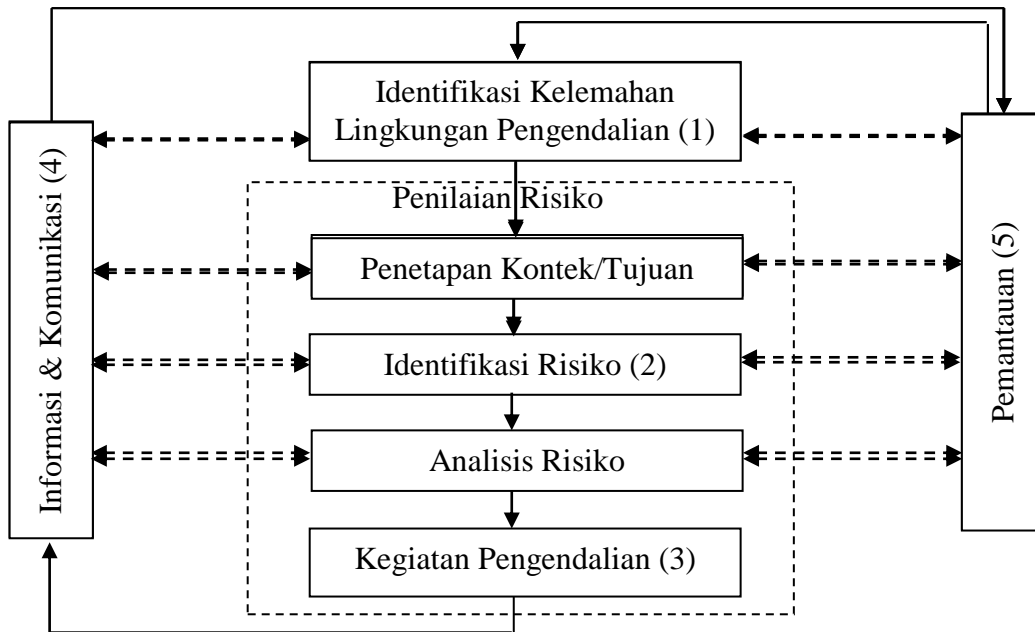 Identifikasi Kelemahan
Lingkungan Pengendalian (1)
Penilaian Risiko
Penetapan Kontek/Tujuan
Identifikasi Risiko (2)
Analisis Risiko
Kegiatan Pengendalian (3)
Informasi & Komunikasi (4)
Pemantauan (5)